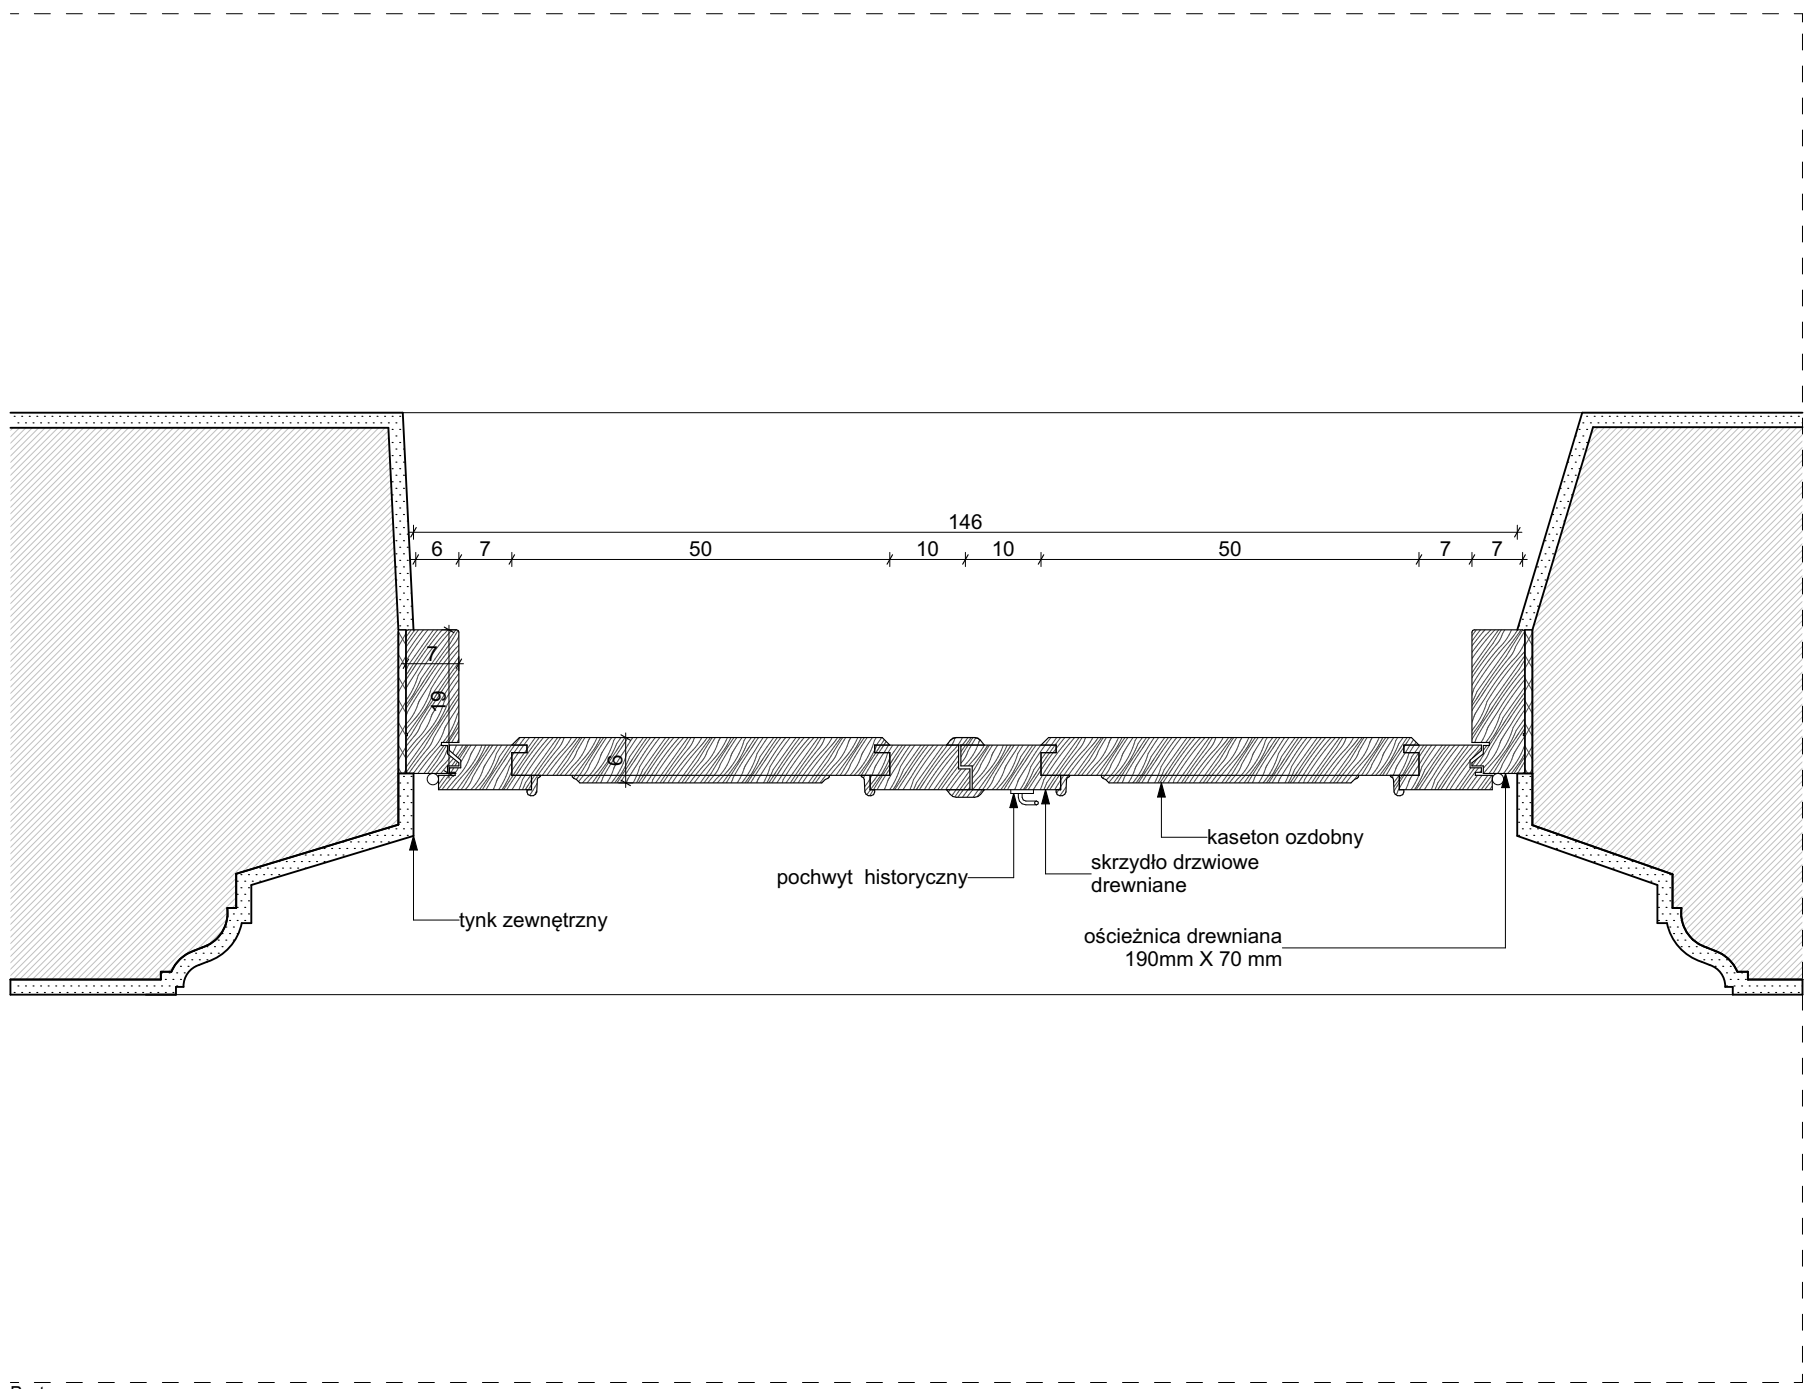 146
6 7 50 10 10 50 7 7
7
19
6
kaseton ozdobny
skrzydło drzwiowe
drewniane
pochwyt historyczny
tynk zewnętrzny
ościeżnica drewniana
190mm X 70 mm